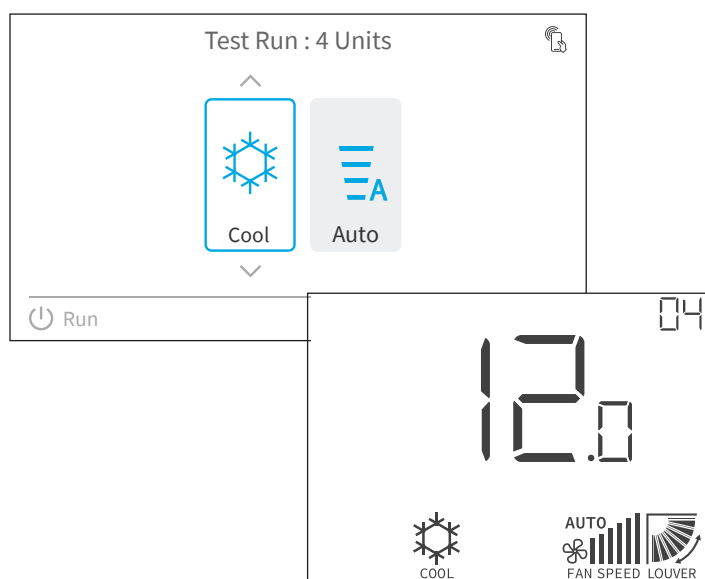 Test Run : 4 Units
A
Cool
Auto
Run
04
12.0
AUTO
COOL
FAN SPEED
LOUVER